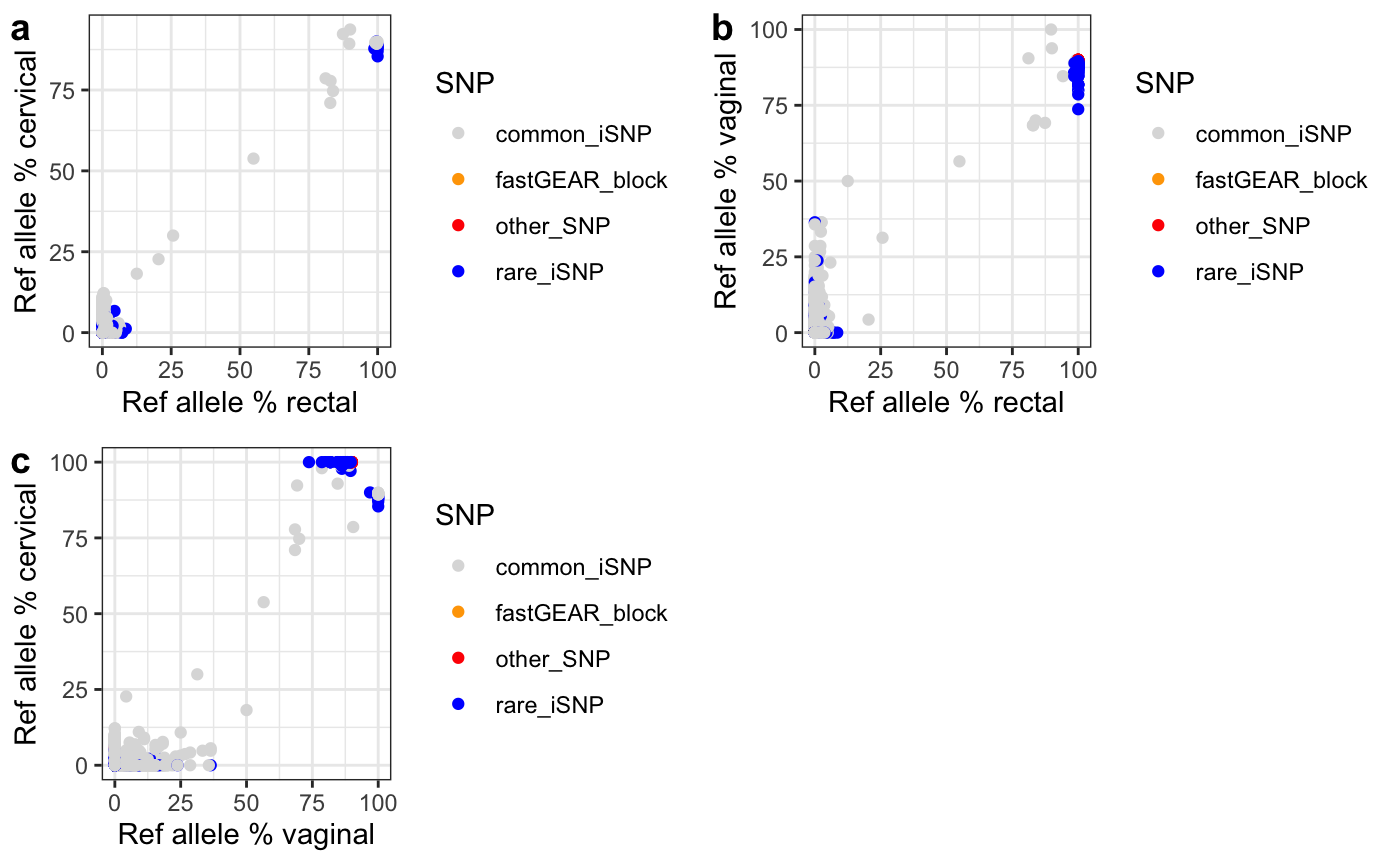 a
Ref allele % cervical
75
50
25
0
0 25 50 75 100
Ref allele % rectal
SNP
common_iSNP
fastGEAR_block
other_SNP
rare_iSNP
b
Ref allele % vaginal
100
75
50
25
0
0 25 50 75 100
Ref allele % rectal
SNP
common_iSNP
fastGEAR_block
other_SNP
rare_iSNP
c
Ref allele % cervical
100
75
50
25
0
0 25 50 75 100
Ref allele % vaginal
SNP
common_iSNP
fastGEAR_block
other_SNP
rare_iSNP